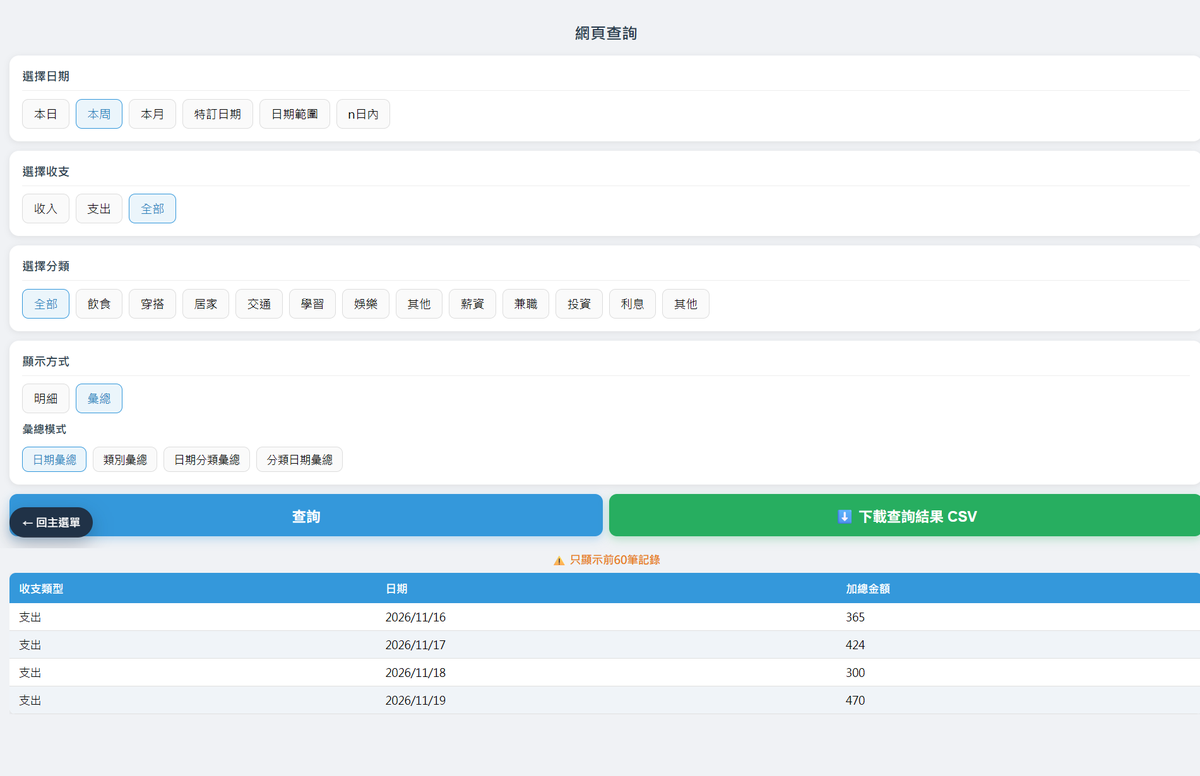 網頁查詢
選擇日期
本日 本周 本月 特訂日期 日期範圍 n日內
選擇收支
收入 支出 全部
選擇分類
全部 飲食 穿搭 居家 交通 學習 娛樂 其他 薪資 兼職 投資 利息 其他
顯示方式
明細 彙總
彙總模式
日期彙總 類別彙總 日期分類彙總 分類日期彙總
查詢 ⬇️ 下載查詢結果 CSV
← 回主選單
⚠️ 只顯示前60筆記錄
收支類型 日期 加總金額
支出 2026/11/16 365
支出 2026/11/17 424
支出 2026/11/18 300
支出 2026/11/19 470